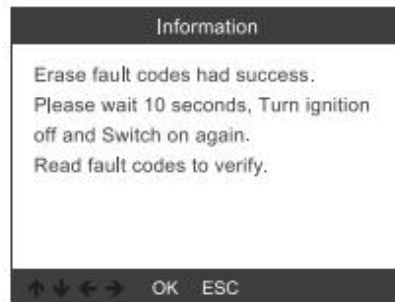 Information
Erase fault codes had success.
Please wait 10 seconds, Turn ignition
off and Switch on again.
Read fault codes to verify.
↑ ↓ ← → OK ESC